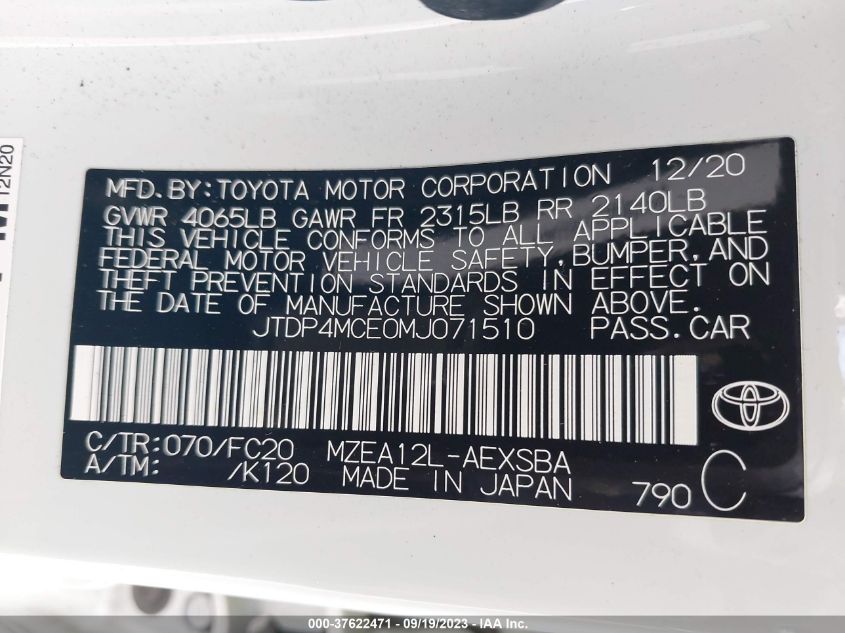 MFD. BY: TOYOTA MOTOR CORPORATION 12/20
GVWR 4065LB GAWR FR 2315LB RR 2140LB
THIS VEHICLE CONFORMS TO ALL APPLICABLE
FEDERAL MOTOR VEHICLE SAFETY, BUMPER, AND
THEFT PREVENTION STANDARDS IN EFFECT ON
THE DATE OF MANUFACTURE SHOWN ABOVE.
JTDP4MCE0MJ071510 PASS. CAR
C/TR: 070/FC20 MZEA12L-AEXSBA
A/TM: /K120 MADE IN JAPAN 790 C
12N20
000-37622471 - 09/19/2023 - IAA Inc.